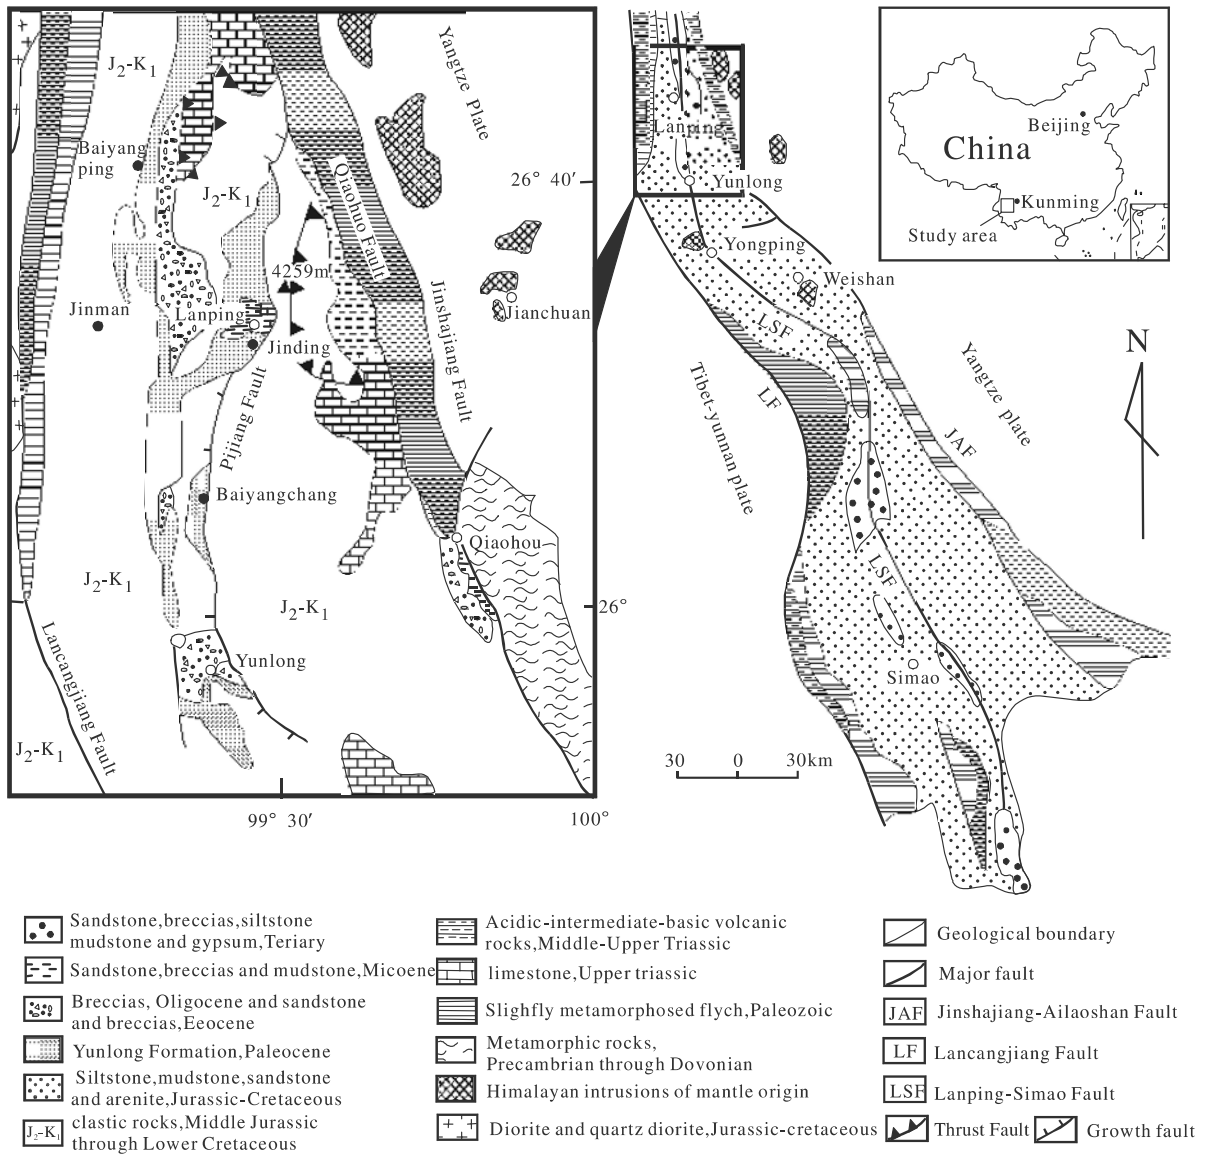 J2-K1
Baiyang
ping
J2-K1
4259m
Jinman
Lanping
Jinding
Pijiang Fault
Baiyangchang
J2-K1
J2-K1
Yunlong
Lancangjiang Fault
J2-K1
Yangtze Plate
Qiaohuo Fault
Jinshajiang Fault
Jianchuan
Qiaohou
26° 40′
26°
99° 30′
100°
Lanping
Yunlong
Yongping
Weishan
LSF
LF
Tibet-yunnan plate
Yangtze plate
JAF
LSF
Simao
30 0 30km
Beijing
China
Kunming
Study area
N
Sandstone,breccias,siltstone
mudstone and gypsum,Teriary
Sandstone,breccias and mudstone,Micoene
Breccias, Oligocene and sandstone
and breccias,Eeocene
Yunlong Formation,Paleocene
Siltstone,mudstone,sandstone
and arenite,Jurassic-Cretaceous
J2-K1
clastic rocks,Middle Jurassic
through Lower Cretaceous
Acidic-intermediate-basic volcanic
rocks,Middle-Upper Triassic
limestone,Upper triassic
Slighfly metamorphosed flych,Paleozoic
Metamorphic rocks,
Precambrian through Dovonian
Himalayan intrusions of mantle origin
Diorite and quartz diorite,Jurassic-cretaceous
Geological boundary
Major fault
JAF Jinshajiang-Ailaoshan Fault
LF Lancangjiang Fault
LSF Lanping-Simao Fault
Thrust Fault
Growth fault